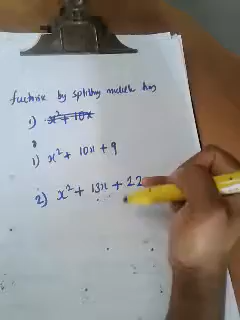 factorise by splitting middle term
1) x² + 10x
1) x² + 10x + 9
2) x² + 13x + 22